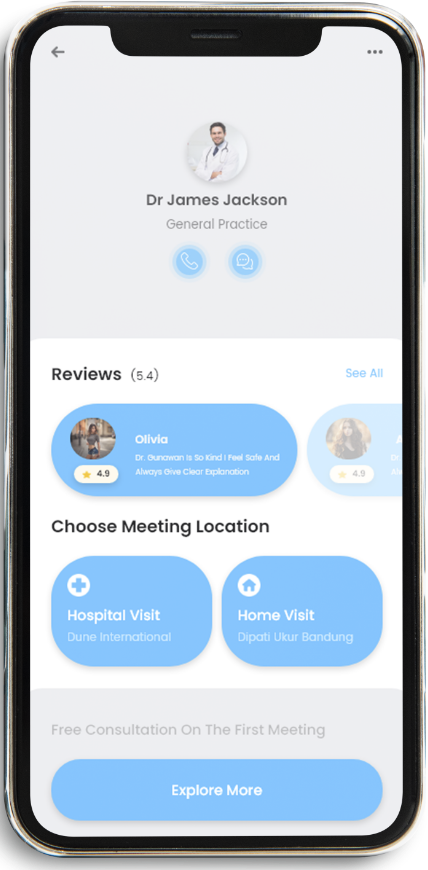 Dr James Jackson
General Practice
Reviews (5.4)
See All
Olivia
Dr. Gunawan Is So Kind I Feel Safe And
Always Give Clear Explanation
4.9
4.9
Choose Meeting Location
Hospital Visit
Dune International
Home Visit
Dipati Ukur Bandung
Free Consultation On The First Meeting
Explore More